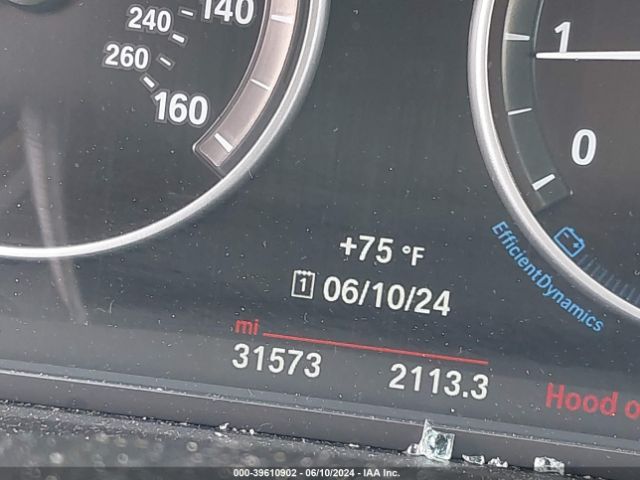 140
240
260
160
1
0
+75 °F
1 06/10/24
EfficientDynamics
mi
31573 2113.3
Hood o
000-39610902 - 06/10/2024 - IAA Inc.